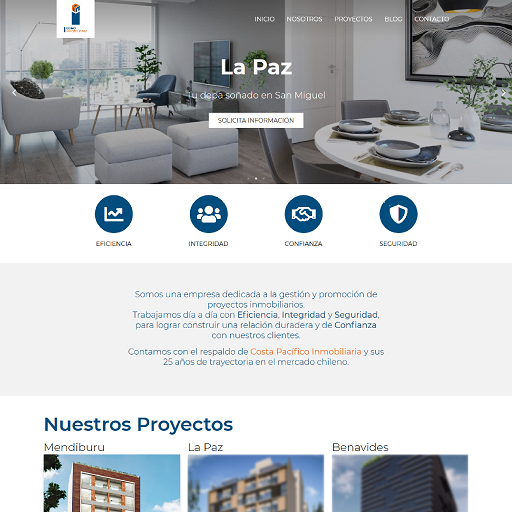 INICIO NOSOTROS PROYECTOS BLOG CONTACTO
La Paz
Tu depa soñado en San Miguel
SOLICITA INFORMACIÓN
EFICIENCIA INTEGRIDAD CONFIANZA SEGURIDAD
Somos una empresa dedicada a la gestión y promoción de
proyectos inmobiliarios.
Trabajamos día a día con Eficiencia, Integridad y Seguridad,
para lograr construir una relación duradera y de Confianza
con nuestros clientes.
Contamos con el respaldo de Costa Pacífico Inmobiliaria y sus
25 años de trayectoria en el mercado chileno.
Nuestros Proyectos
Mendiburu La Paz Benavides